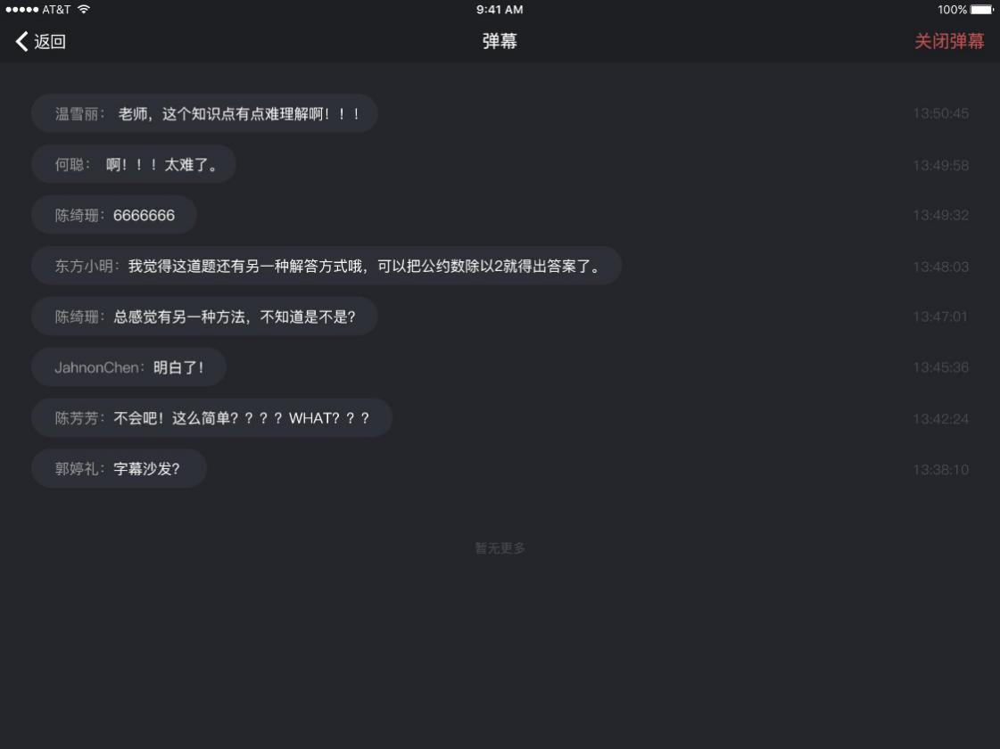 ●●●●● AT&T 9:41 AM 100%
返回 弹幕 关闭弹幕
温雪丽： 老师，这个知识点有点难理解啊！！！ 13:50:45
何聪： 啊！！！太难了。 13:49:58
陈绮珊：6666666 13:49:32
东方小明：我觉得这道题还有另一种解答方式哦，可以把公约数除以2就得出答案了。 13:48:03
陈绮珊：总感觉有另一种方法，不知道是不是? 13:47:01
JahnonChen：明白了！ 13:45:36
陈芳芳：不会吧！这么简单？？？？WHAT？？？ 13:42:24
郭婷礼：字幕沙发？ 13:38:10
暂无更多